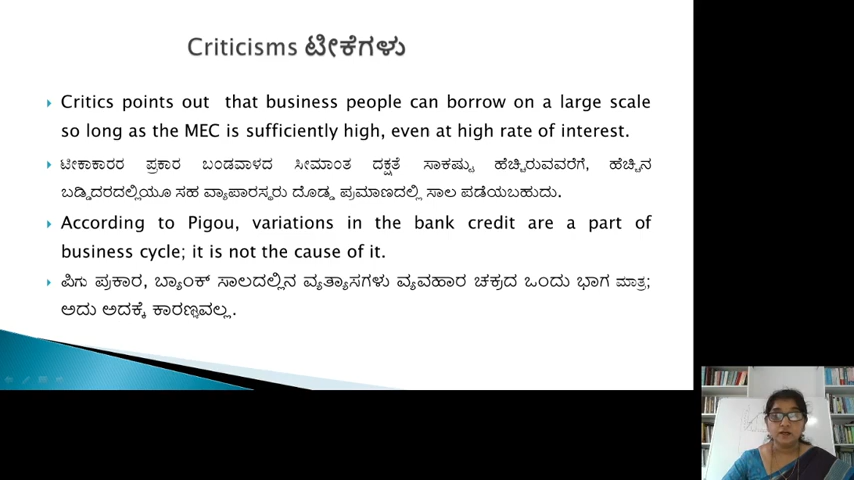 Criticisms ಟೀಕೆಗಳು
Critics points out that business people can borrow on a large scale
so long as the MEC is sufficiently high, even at high rate of interest.
ಟೀಕಾಕಾರರ ಪ್ರಕಾರ ಬಂಡವಾಳದ ಸೀಮಾಂತ ದಕ್ಷತೆ ಸಾಕಷ್ಟು ಹೆಚ್ಚಿರುವವರೆಗೆ, ಹೆಚ್ಚಿನ
ಬಡ್ಡಿದರದಲ್ಲಿಯೂ ಸಹ ವ್ಯಾಪಾರಸ್ಥರು ದೊಡ್ಡ ಪ್ರಮಾಣದಲ್ಲಿ ಸಾಲ ಪಡೆಯಬಹುದು.
According to Pigou, variations in the bank credit are a part of
business cycle; it is not the cause of it.
ಪಿಗು ಪ್ರಕಾರ, ಬ್ಯಾಂಕ್ ಸಾಲದಲ್ಲಿನ ವ್ಯತ್ಯಾಸಗಳು ವ್ಯವಹಾರ ಚಕ್ರದ ಒಂದು ಭಾಗ ಮಾತ್ರ;
ಅದು ಅದಕ್ಕೆ ಕಾರಣವಲ್ಲ.